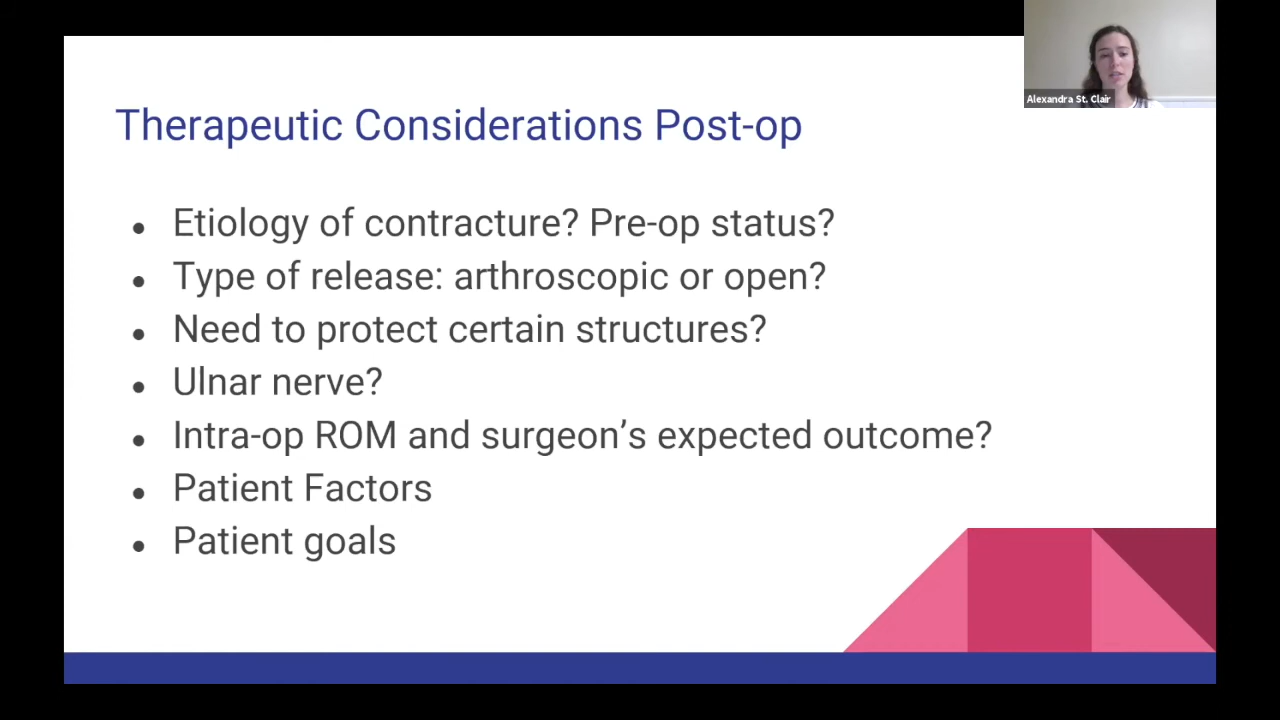 Alexandra St. Clair
Therapeutic Considerations Post-op
● Etiology of contracture? Pre-op status?
● Type of release: arthroscopic or open?
● Need to protect certain structures?
● Ulnar nerve?
● Intra-op ROM and surgeon’s expected outcome?
● Patient Factors
● Patient goals